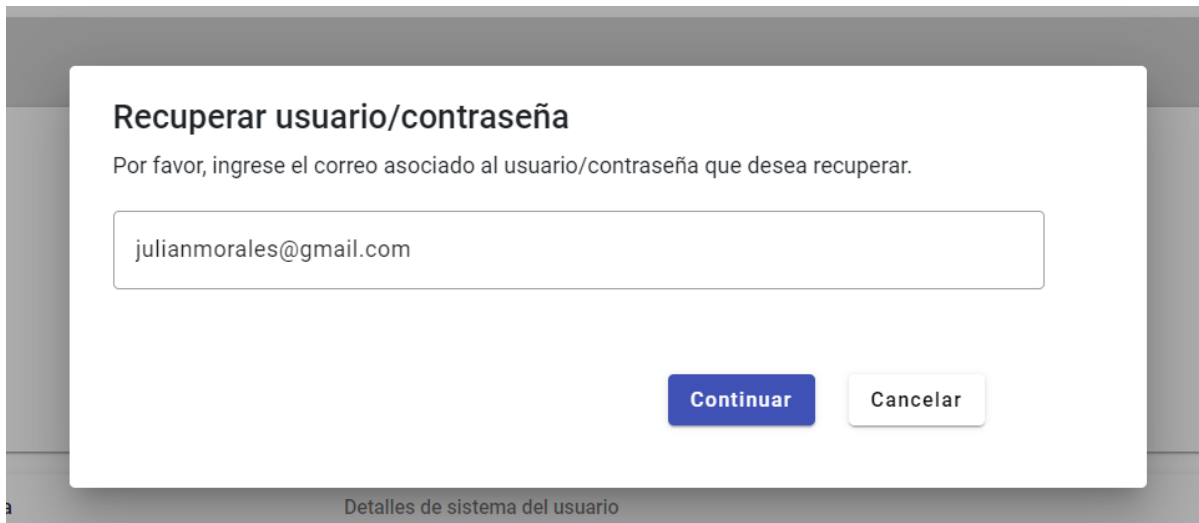 Recuperar usuario/contraseña
Por favor, ingrese el correo asociado al usuario/contraseña que desea recuperar.
julianmorales@gmail.com
Continuar
Cancelar
a
Detalles de sistema del usuario